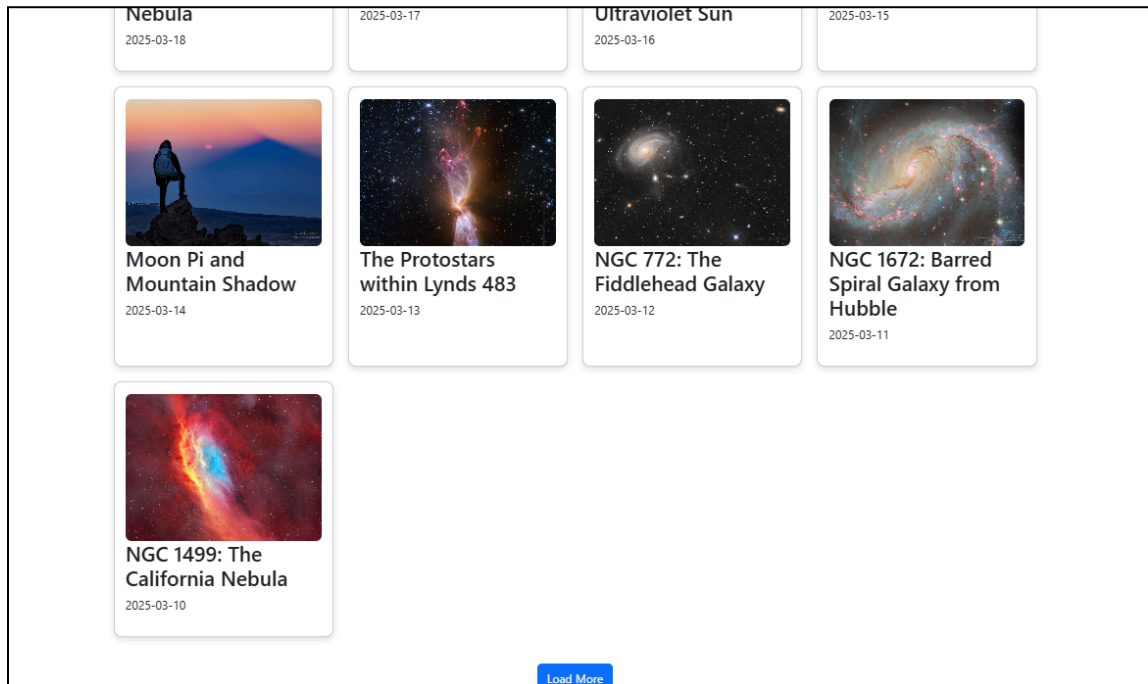 Nebula
2025-03-18
2025-03-17
Ultraviolet Sun
2025-03-16
2025-03-15
Moon Pi and
Mountain Shadow
2025-03-14
The Protostars
within Lynds 483
2025-03-13
NGC 772: The
Fiddlehead Galaxy
2025-03-12
NGC 1672: Barred
Spiral Galaxy from
Hubble
2025-03-11
NGC 1499: The
California Nebula
2025-03-10
Load More